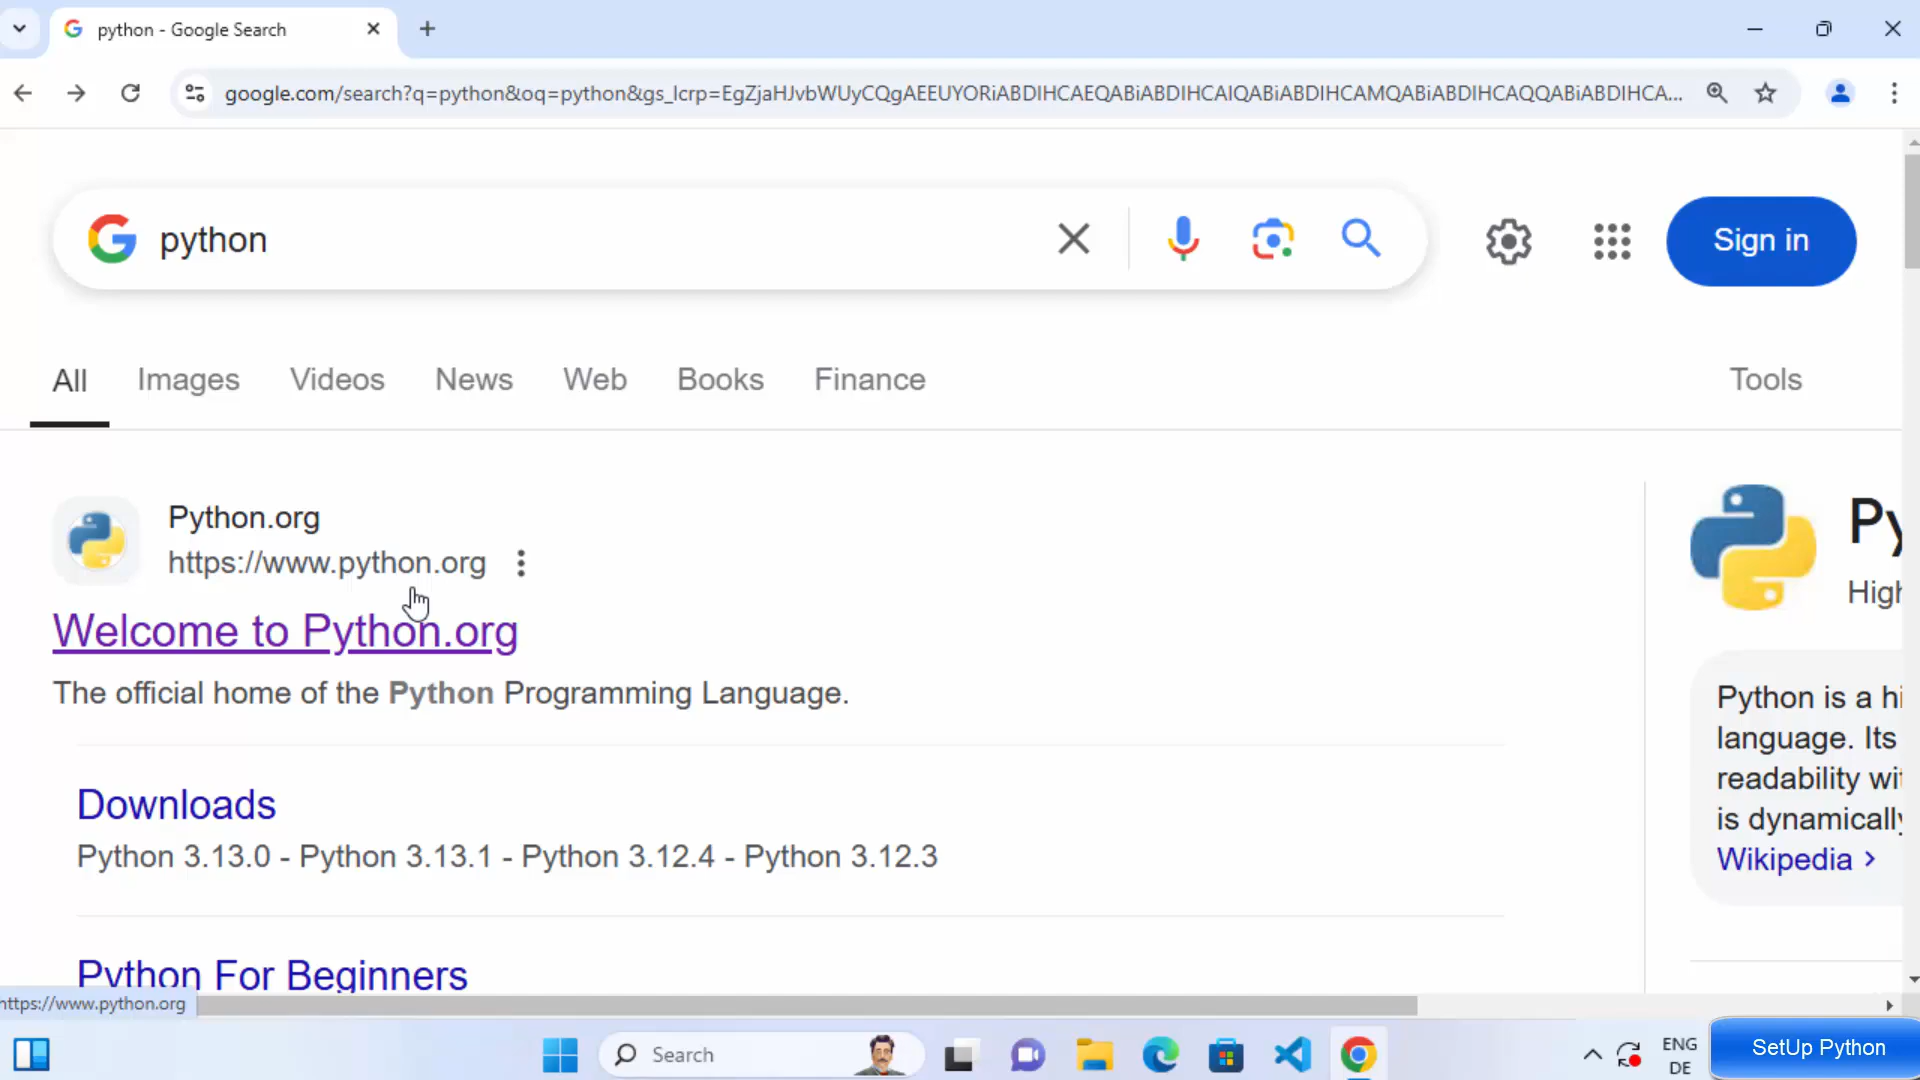 python - Google Search
google.com/search?q=python&oq=python&gs_lcrp=EgZjaHJvbWUyCQgAEEUYORiABDIHCAEQABiABDIHCAIQABiABDIHCAMQABiABDIHCAQQABiABDIHCA...
python
Sign in
All Images Videos News Web Books Finance Tools
Python.org
https://www.python.org
Welcome to Python.org
The official home of the Python Programming Language.
Downloads
Python 3.13.0 - Python 3.13.1 - Python 3.12.4 - Python 3.12.3
Python For Beginners
Py
High
Python is a hi
language. Its
readability wit
is dynamically
Wikipedia >
https://www.python.org
Search
ENG
DE
SetUp Python